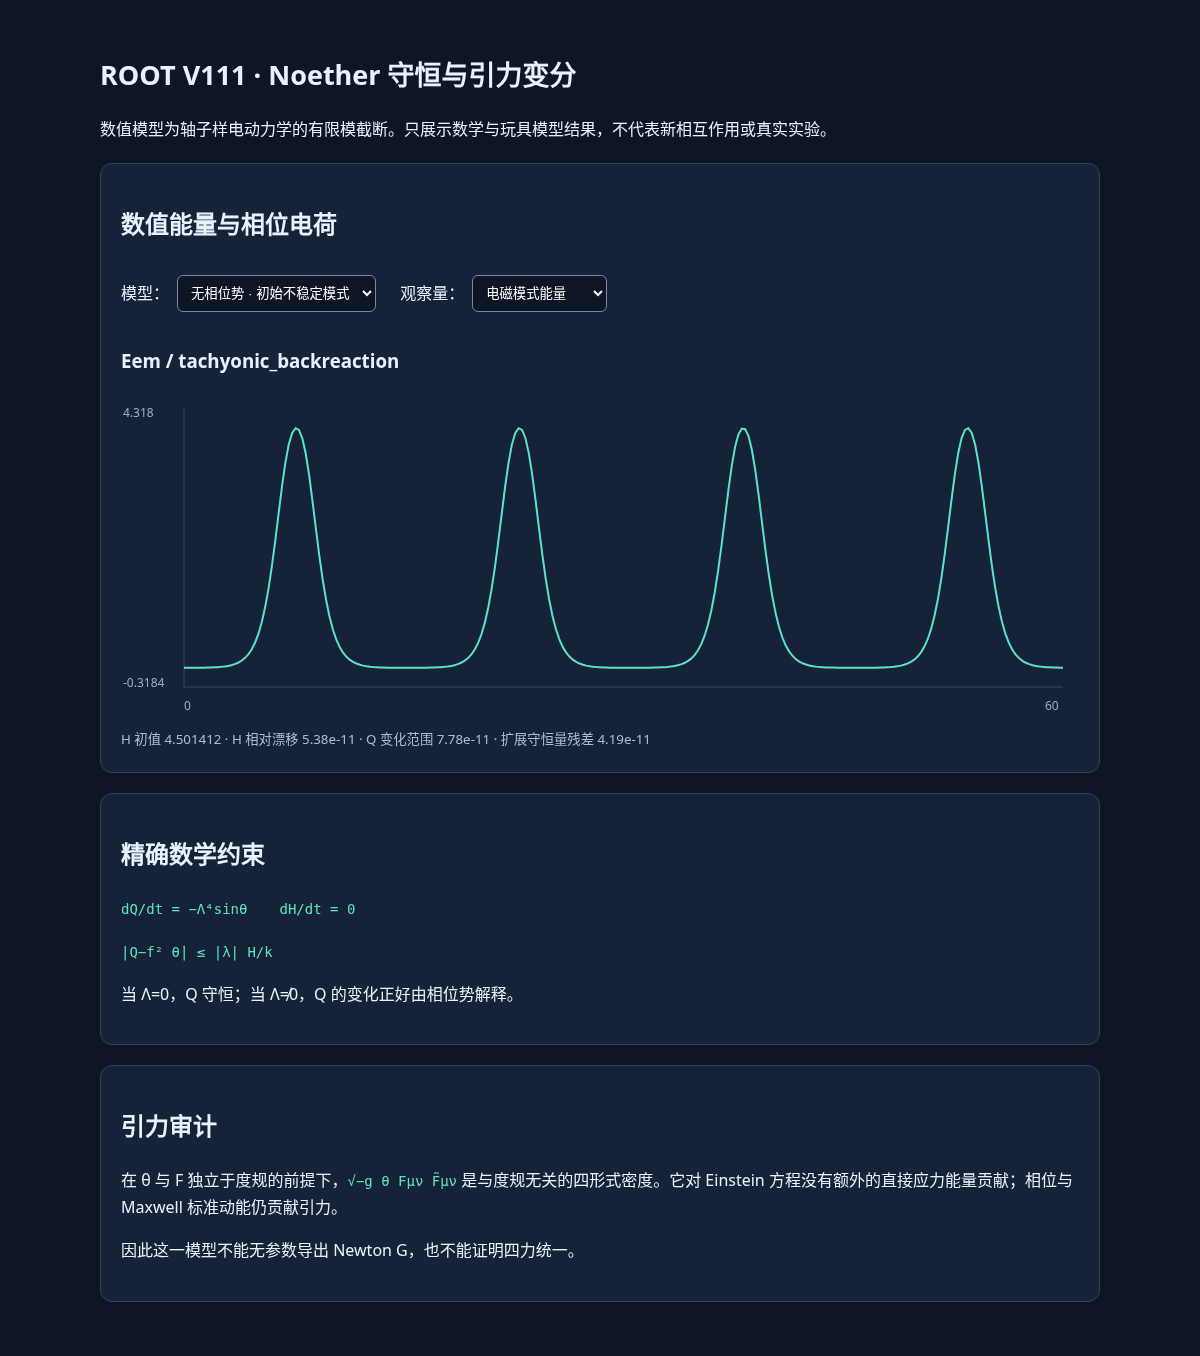 ROOT V111 · Noether 守恒与引力变分
数值模型为轴子样电动力学的有限模截断。只展示数学与玩具模型结果，不代表新相互作用或真实实验。
数值能量与相位电荷
模型： 无相位势 · 初始不稳定模式 观察量： 电磁模式能量
Eem / tachyonic_backreaction
4.318
-0.3184
0 60
H 初值 4.501412 · H 相对漂移 5.38e-11 · Q 变化范围 7.78e-11 · 扩展守恒量残差 4.19e-11
精确数学约束
dQ/dt = −Λ⁴sinθ dH/dt = 0
|Q−f² θ̇| ≤ |λ| H/k
当 Λ=0，Q 守恒；当 Λ≠0，Q 的变化正好由相位势解释。
引力审计
在 θ 与 F 独立于度规的前提下，√−g θ Fμν F̃μν 是与度规无关的四形式密度。它对 Einstein 方程没有额外的直接应力能量贡献；相位与
Maxwell 标准动能仍贡献引力。
因此这一模型不能无参数导出 Newton G，也不能证明四力统一。